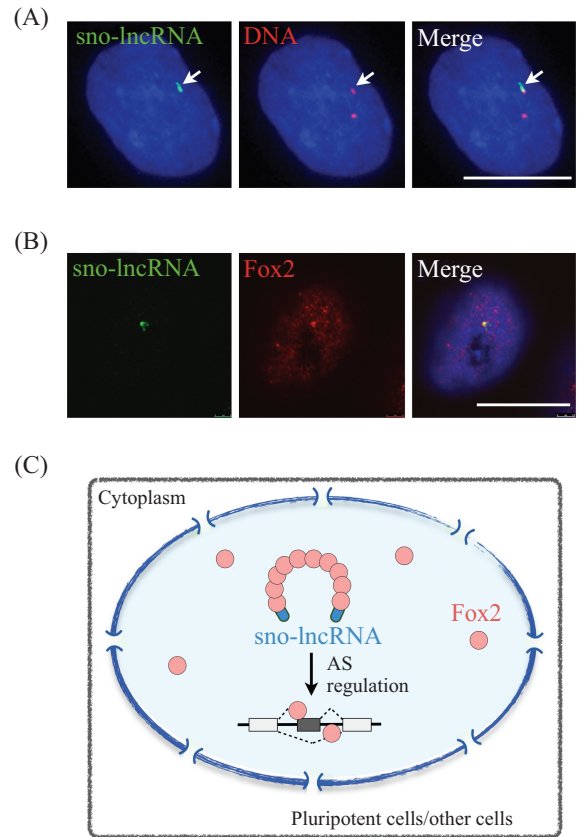 (A)
sno-lncRNA
DNA
Merge
(B)
sno-lncRNA
Fox2
Merge
(C)
Cytoplasm
Fox2
sno-lncRNA
AS
regulation
Pluripotent cells/other cells